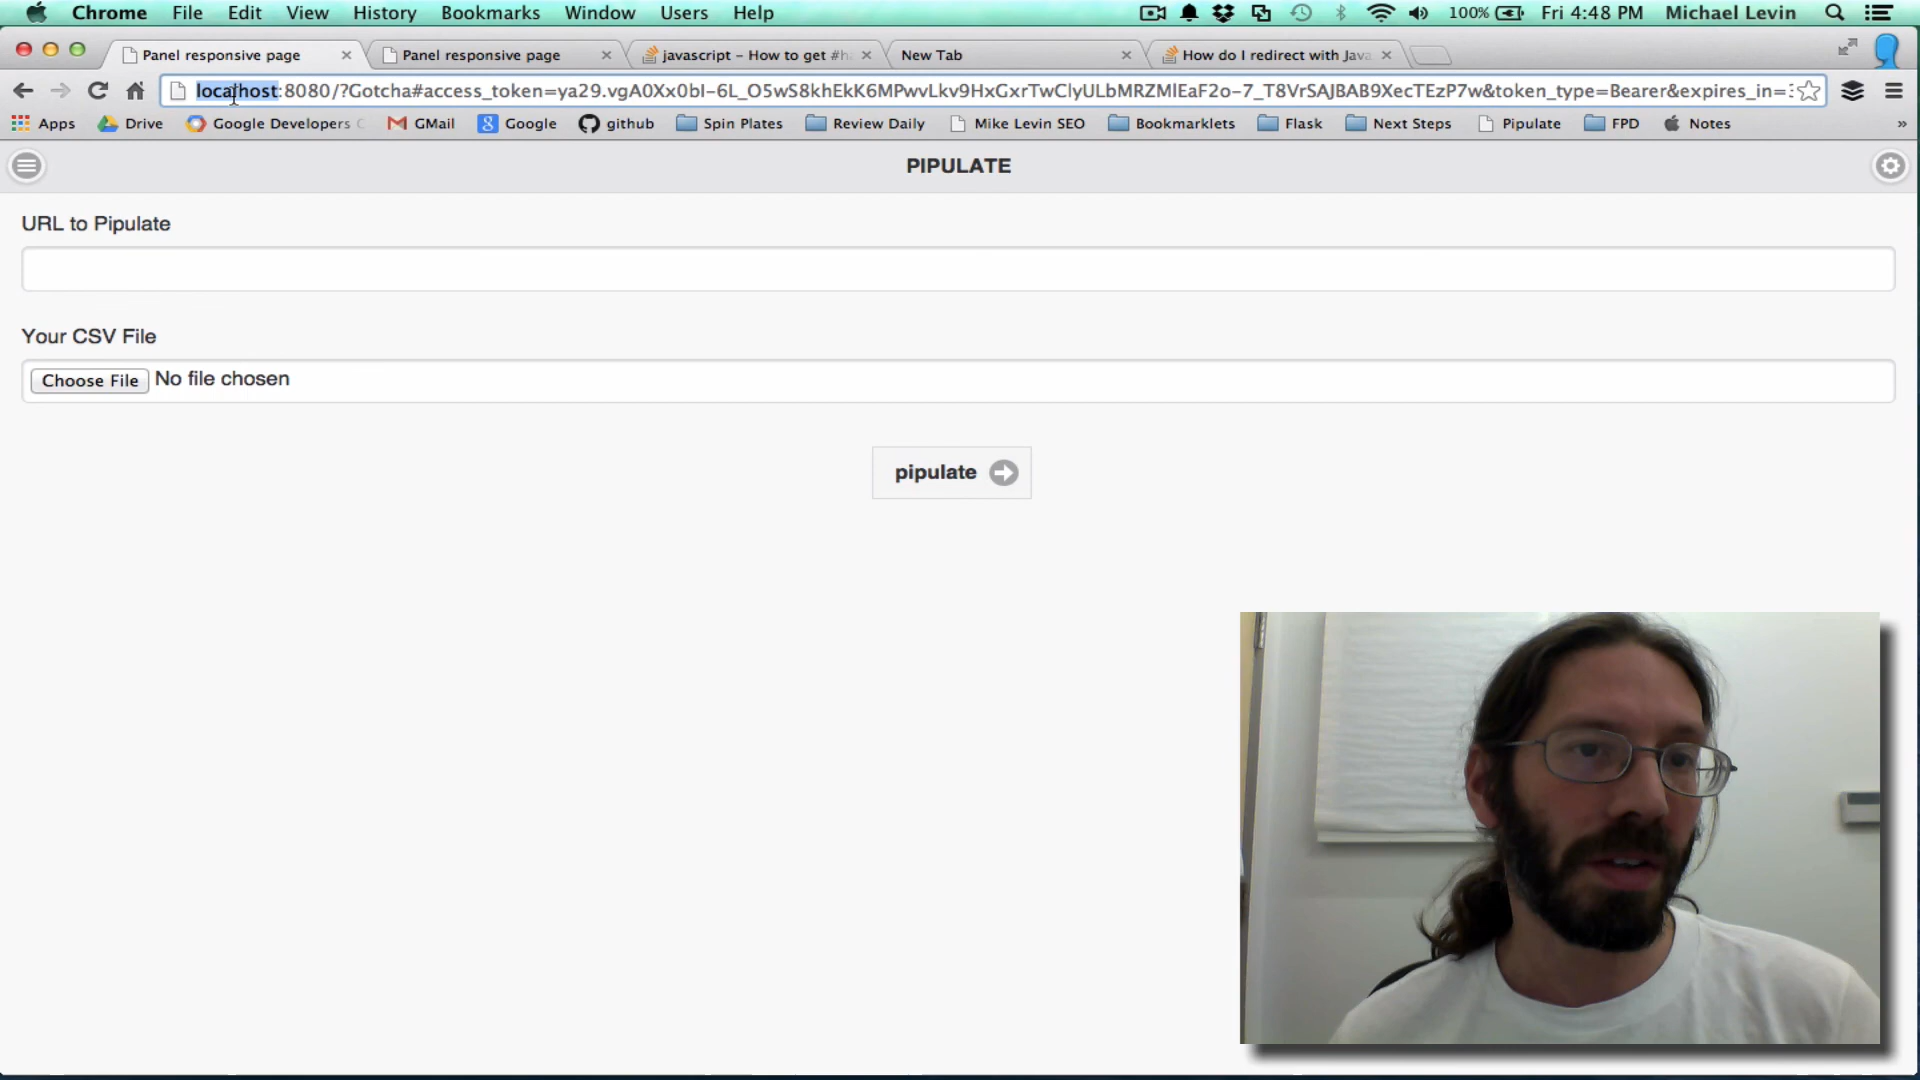 Chrome File Edit View History Bookmarks Window Users Help 100% Fri 4:48 PM Michael Levin
Panel responsive page Panel responsive page javascript - How to get #h New Tab How do I redirect with Java
localhost:8080/?Gotcha#access_token=ya29.vgA0Xx0bI-6L_O5wS8khEkK6MPwvLkv9HxGxrTwClyULbMRZMlEaF2o-7_T8VrSAJBAB9XecTEzP7w&token_type=Bearer&expires_in=3
Apps Drive Google Developers C GMail Google github Spin Plates Review Daily Mike Levin SEO Bookmarklets Flask Next Steps Pipulate FPD Notes »
PIPULATE
URL to Pipulate
Your CSV File
Choose File No file chosen
pipulate